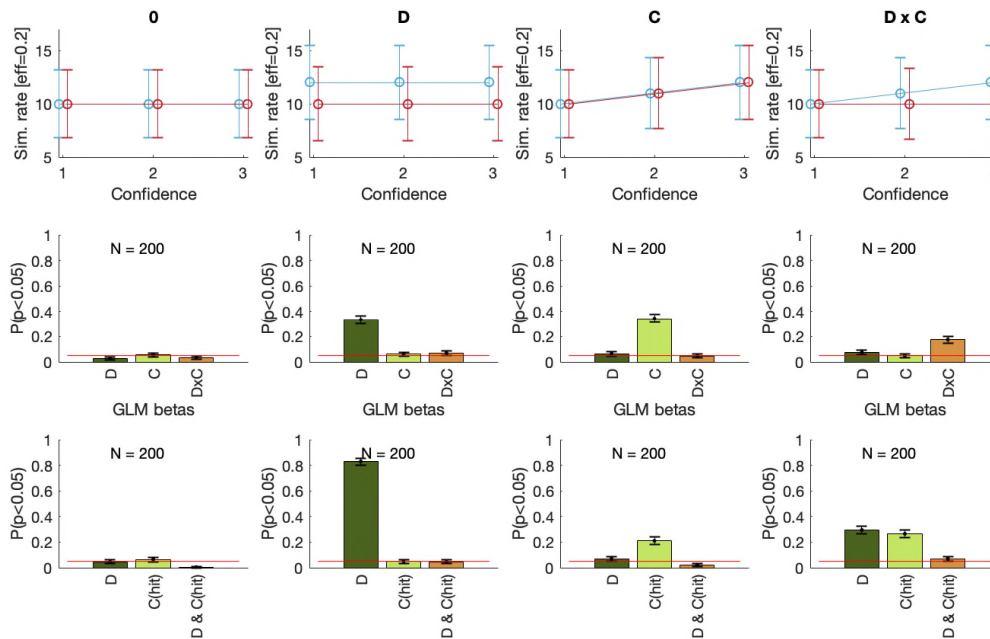 0
D
C
D x C
Sim. rate [eff=0.2]
15
10
5
1
2
3
Confidence
Sim. rate [eff=0.2]
15
10
5
1
2
3
Confidence
Sim. rate [eff=0.2]
15
10
5
1
2
3
Confidence
Sim. rate [eff=0.2]
15
10
5
1
2
Confidence
P(p<0.05)
1
0.8
0.6
0.4
0.2
0
N = 200
D
C
DxC
GLM betas
P(p<0.05)
1
0.8
0.6
0.4
0.2
0
N = 200
D
C
DxC
GLM betas
P(p<0.05)
1
0.8
0.6
0.4
0.2
0
N = 200
D
C
DxC
GLM betas
P(p<0.05)
1
0.8
0.6
0.4
0.2
0
N = 200
D
C
DxC
GLM betas
P(p<0.05)
1
0.8
0.6
0.4
0.2
0
N = 200
D
C(hit)
D & C(hit)
P(p<0.05)
1
0.8
0.6
0.4
0.2
0
N = 200
D
C(hit)
D & C(hit)
P(p<0.05)
1
0.8
0.6
0.4
0.2
0
N = 200
D
C(hit)
D & C(hit)
P(p<0.05)
1
0.8
0.6
0.4
0.2
0
N = 200
D
C(hit)
D & C(hit)